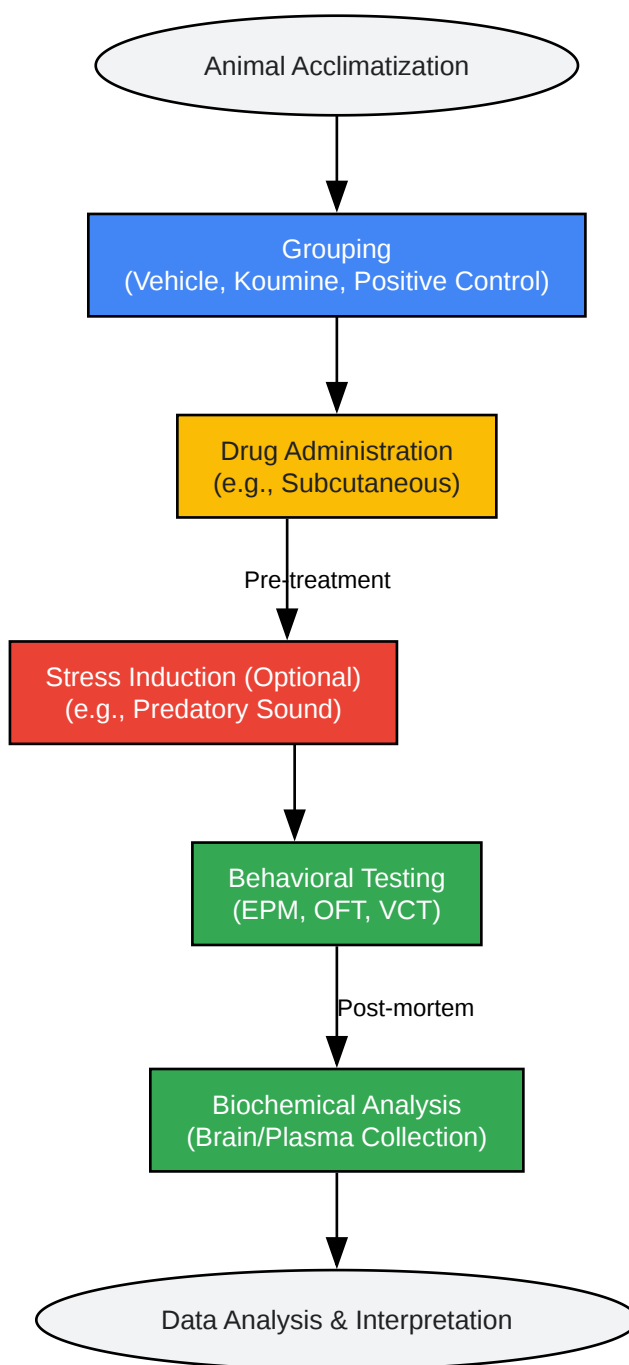 Animal Acclimatization
Grouping
(Vehicle, Koumine, Positive Control)
Drug Administration
(e.g., Subcutaneous)
Pre-treatment
Stress Induction (Optional)
(e.g., Predatory Sound)
Behavioral Testing
(EPM, OFT, VCT)
Post-mortem
Biochemical Analysis
(Brain/Plasma Collection)
Data Analysis & Interpretation